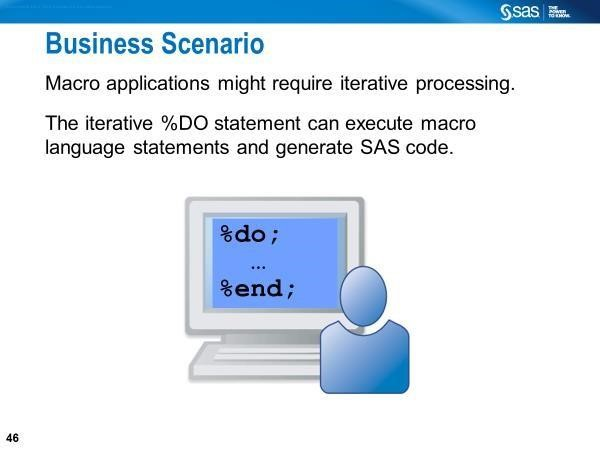 sas THE POWER TO KNOW.
Business Scenario
Macro applications might require iterative processing.
The iterative %DO statement can execute macro
language statements and generate SAS code.
%do;
...
%end;
46